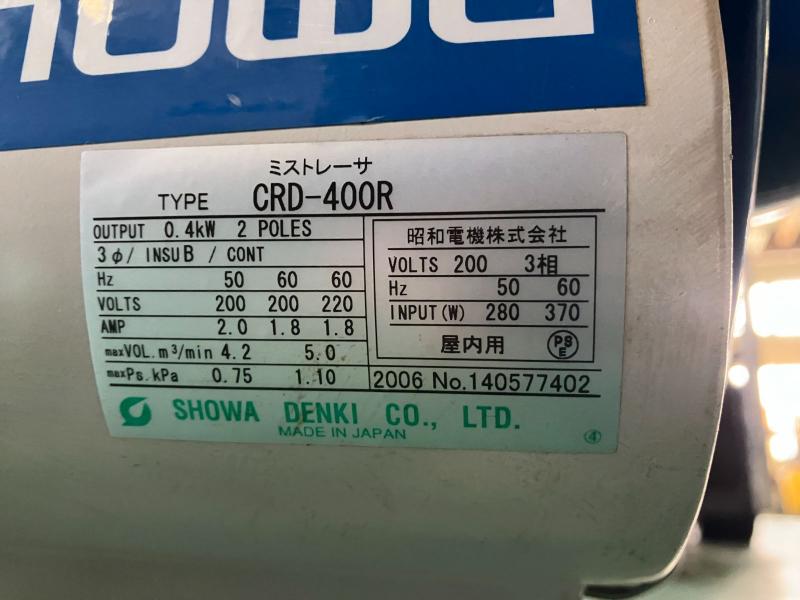 ミストレーサ
TYPE CRD-400R
OUTPUT 0.4kW 2 POLES
3φ/ INSU B / CONT
Hz 50 60 60
VOLTS 200 200 220
AMP 2.0 1.8 1.8
maxVOL. m³/min 4.2 5.0
maxPs. kPa 0.75 1.10
昭和電機株式会社
VOLTS 200 3相
Hz 50 60
INPUT(W) 280 370
屋内用 PSE
2006 No.140577402
SHOWA DENKI CO., LTD.
MADE IN JAPAN
④